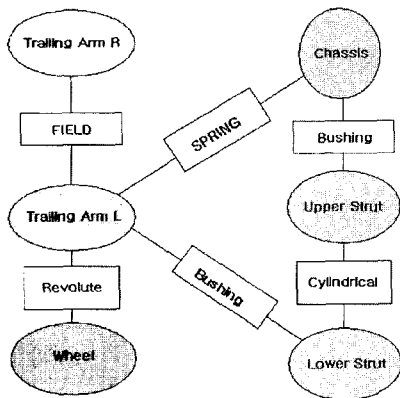 Trailing Arm R
Chassis
FIELD
SPRING
Bushing
Trailing Arm L
Upper Strut
Revolute
Bushing
Cylindrical
Wheel
Lower Strut